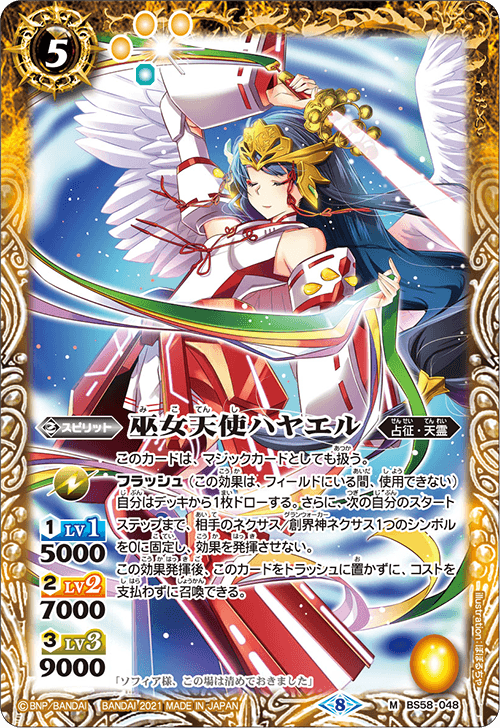 5
スピリット
巫女天使ハヤエル
占征・天霊
このカードは、マジックカードとしても扱う。
フラッシュ(この効果は、フィールドにいる間、使用できない)
自分はデッキから1枚ドローする。さらに、次の自分のスタート
ステップまで、相手のネクサス/創界神ネクサス1つのシンボル
を0に固定し、効果を発揮させない。
この効果発揮後、このカードをトラッシュに置かずに、コストを
支払わずに召喚できる。
1 LV1
5000
2 LV2
7000
3 LV3
9000
「ソフィア様、この場は清めておきました」
©BNP/BANDAI BANDAI 2021 MADE IN JAPAN
8
M BS58-048